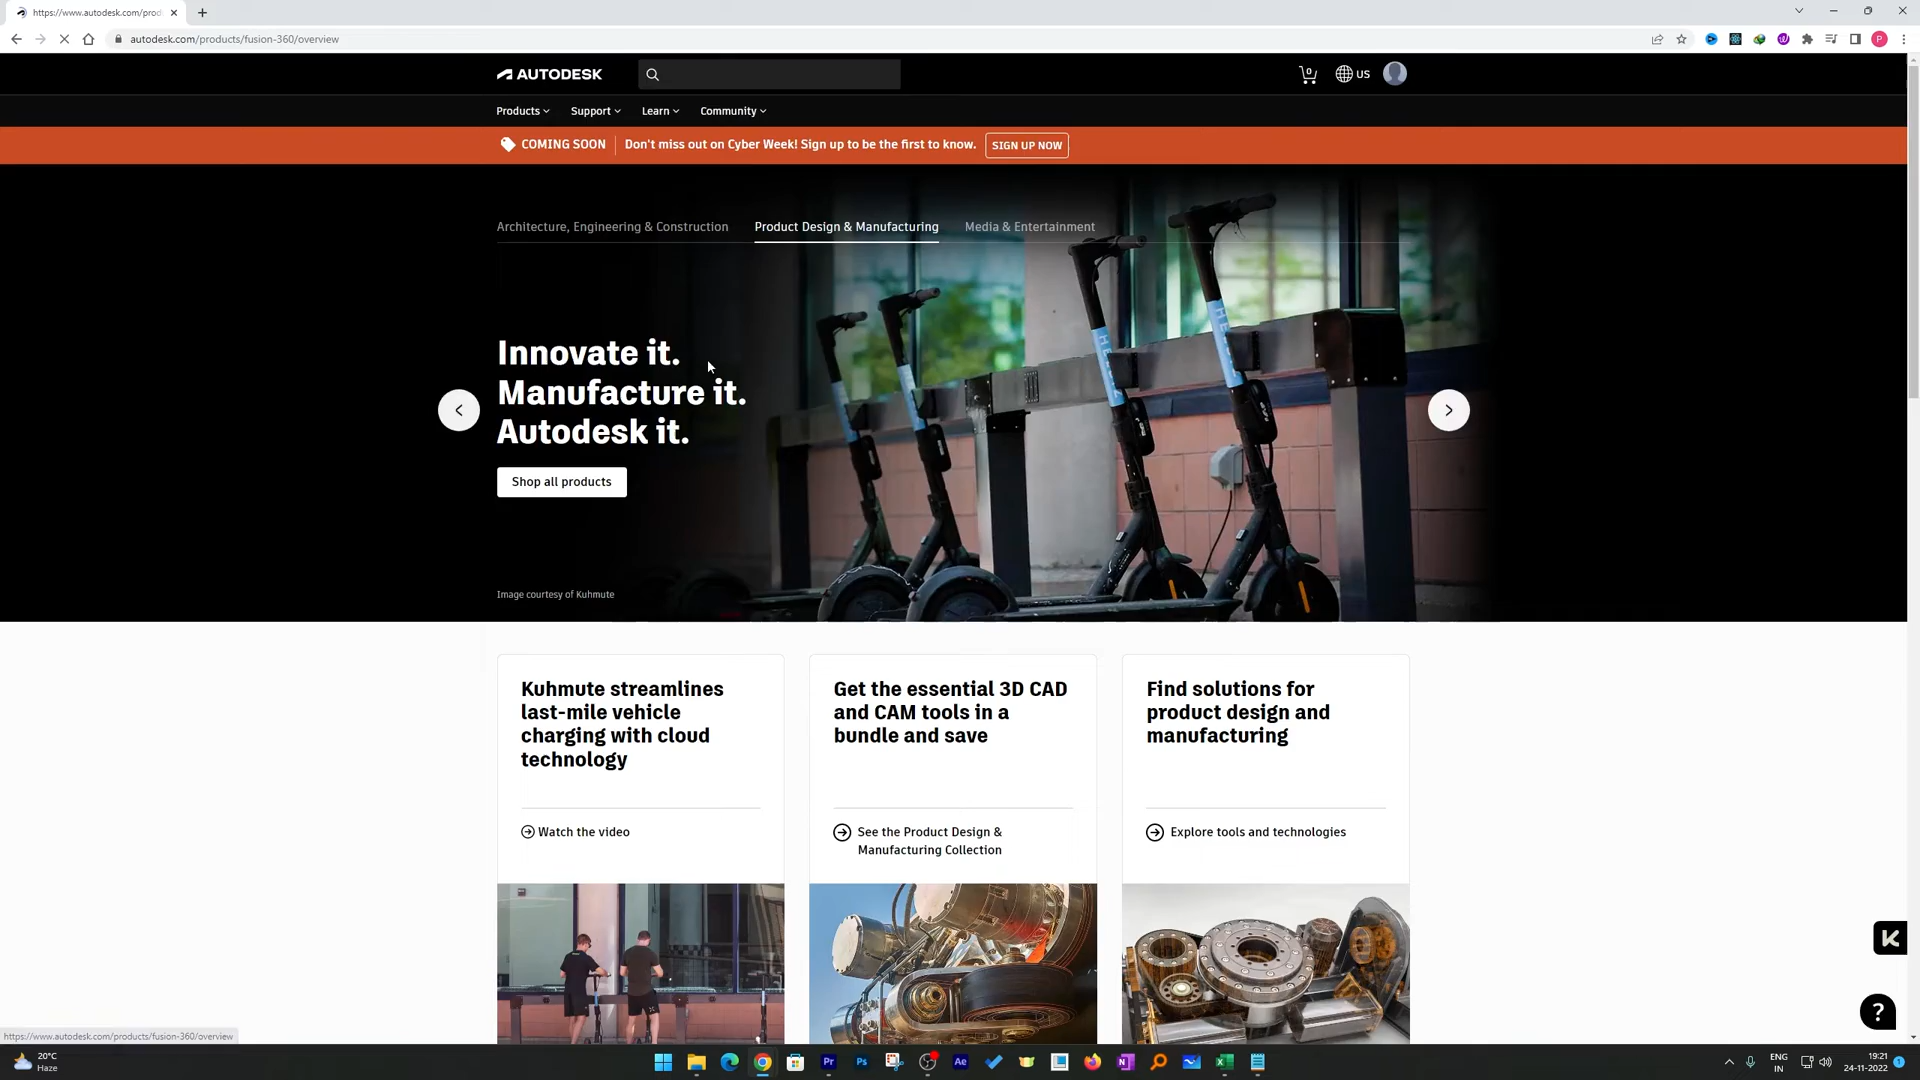 https://www.autodesk.com/prod
autodesk.com/products/fusion-360/overview
P
AUTODESK
0
US
Products
Support
Learn
Community
COMING SOON
Don't miss out on Cyber Week! Sign up to be the first to know.
SIGN UP NOW
Architecture, Engineering & Construction
Product Design & Manufacturing
Media & Entertainment
Innovate it.
Manufacture it.
Autodesk it.
Shop all products
Image courtesy of Kuhmute
Kuhmute streamlines
last-mile vehicle
charging with cloud
technology
Watch the video
Get the essential 3D CAD
and CAM tools in a
bundle and save
See the Product Design &
Manufacturing Collection
Find solutions for
product design and
manufacturing
Explore tools and technologies
K
?
https://www.autodesk.com/products/fusion-360/overview
20°C
Haze
Pr
Ps
Ae
N
ENG
IN
19:21
24-11-2022
1